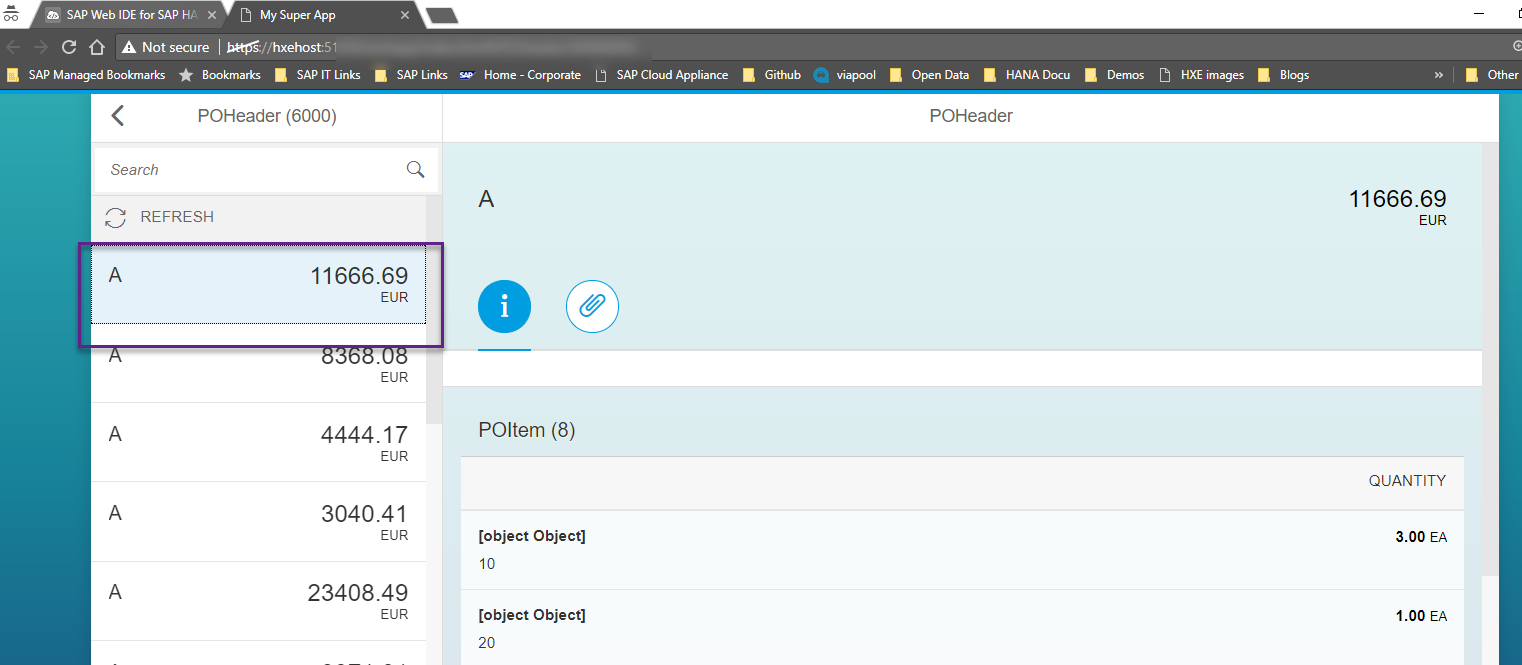 SAP Web IDE for SAP HA
My Super App
Not secure
https://hxehost:51
SAP Managed Bookmarks
Bookmarks
SAP IT Links
SAP Links
SAP
Home - Corporate
SAP Cloud Appliance
Github
viapool
Open Data
HANA Docu
Demos
HXE images
Blogs
»
Other
POHeader (6000)
POHeader
Search
REFRESH
A 11666.69
EUR
A 8368.08
EUR
A 4444.17
EUR
A 3040.41
EUR
A 23408.49
EUR
A 11666.69
EUR
i
POItem (8)
QUANTITY
[object Object] 3.00 EA
10
[object Object] 1.00 EA
20